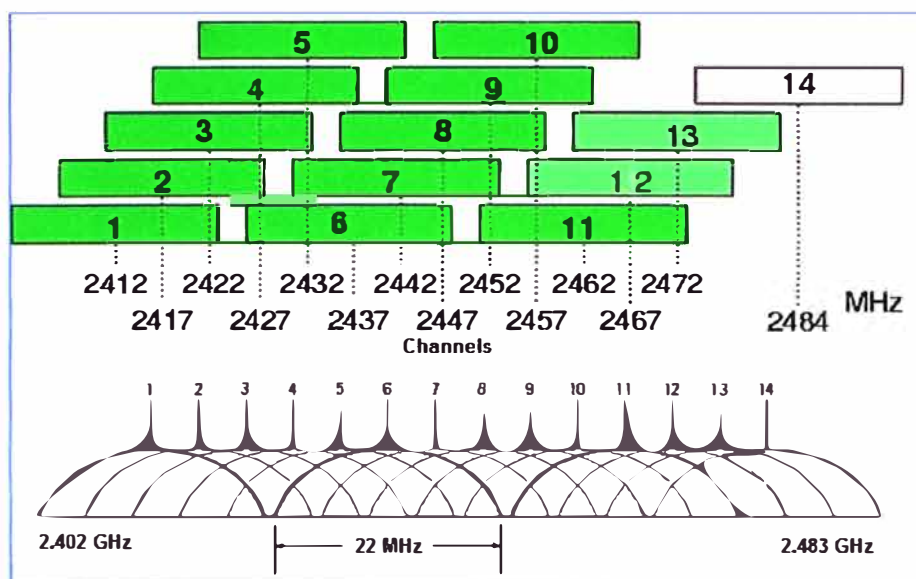 5 10
4 9 14
3 8 13
2 7 12
1 6 11
2412 2422 2432 2442 2452 2462 2472 MHz
2417 2427 2437 2447 2457 2467 2484
Channels
1 2 3 4 5 6 7 8 9 10 11 12 13 14
2.402 GHz 22 MHz 2.483 GHz